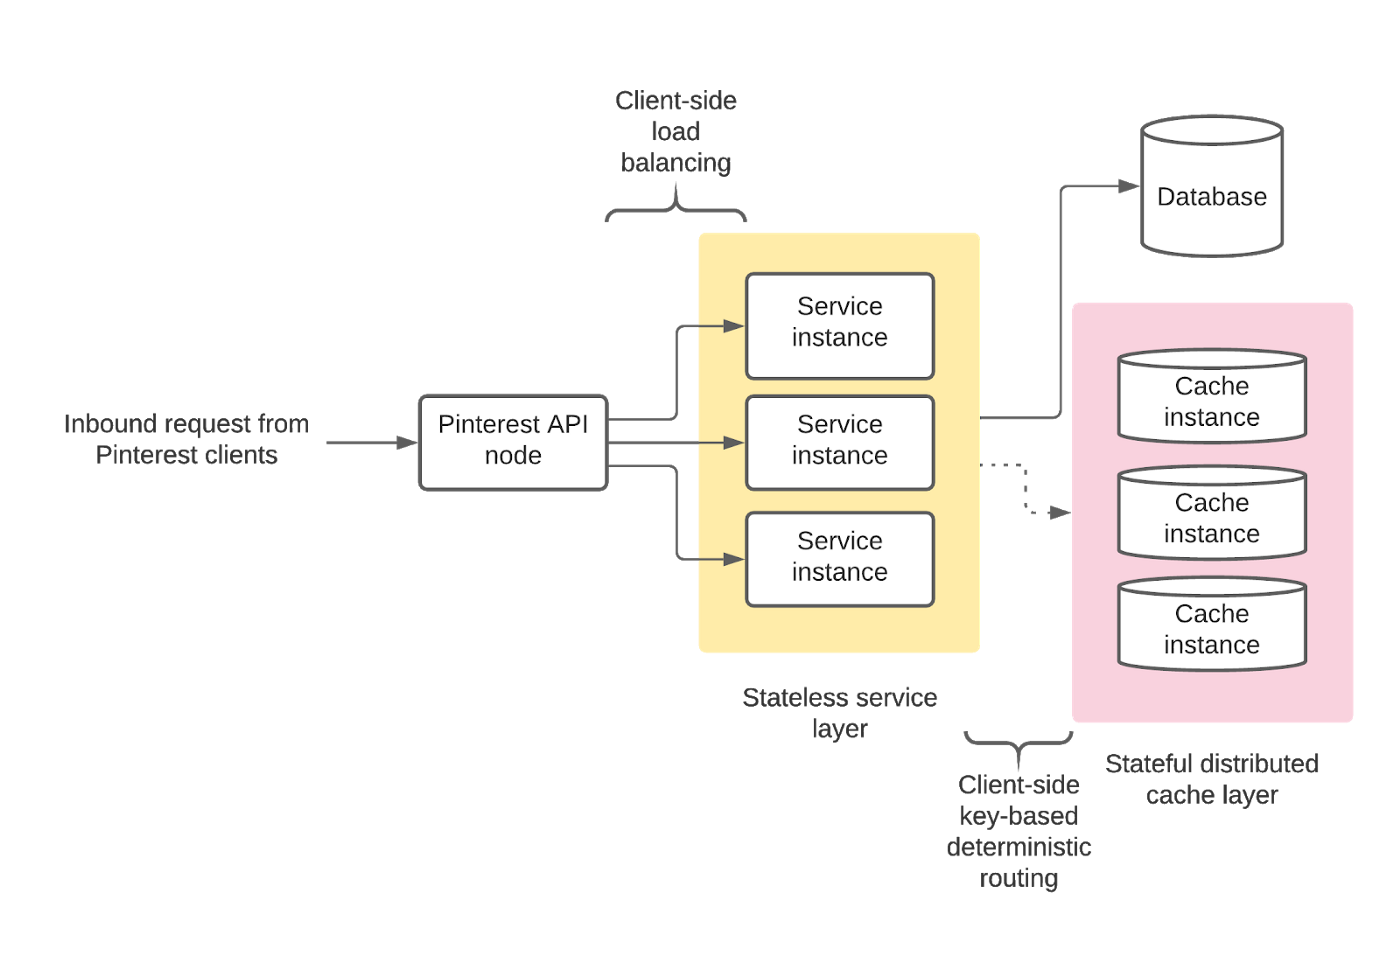 Client-side
load
balancing
Database
Service
instance
Cache
instance
Inbound request from
Pinterest clients
Pinterest API
node
Service
instance
Cache
instance
Service
instance
Cache
instance
Stateless service
layer
Stateful distributed
cache layer
Client-side
key-based
deterministic
routing